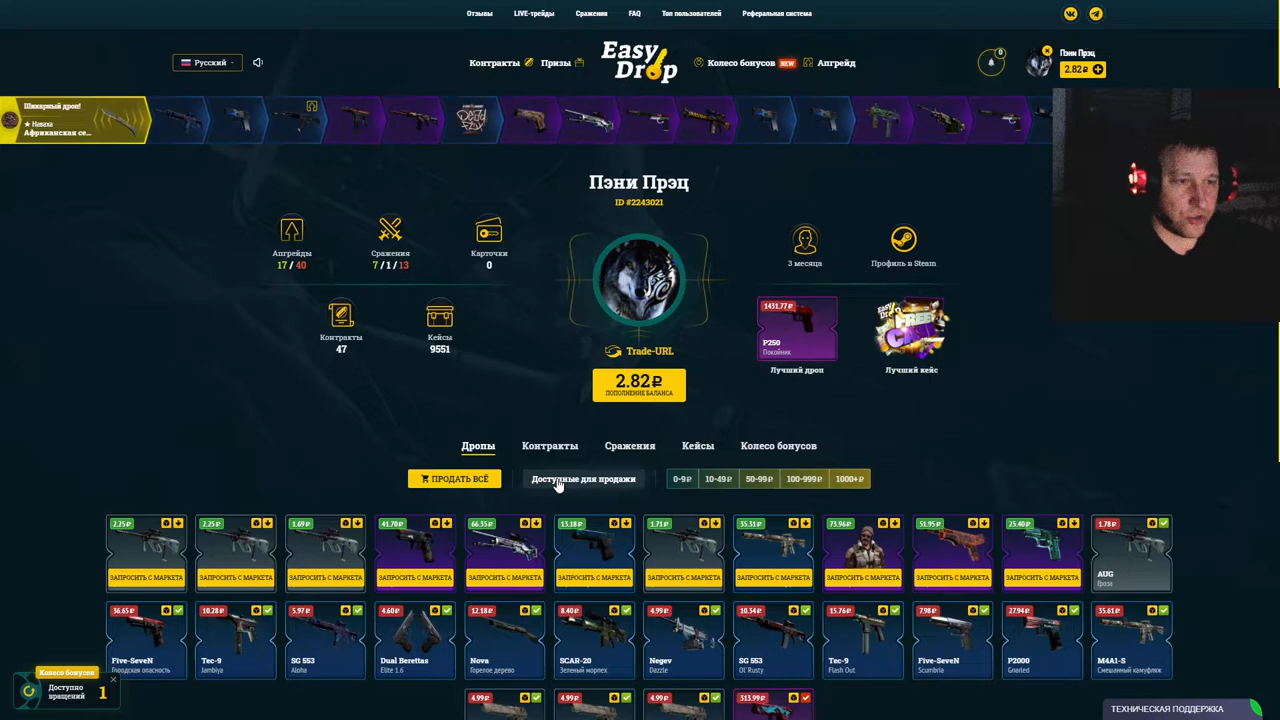 Отзывы LIVE-трейды Сражения FAQ Топ пользователей Реферальная система
Русский
Контракты Призы Easy Drop Колесо бонусов NEW Апгрейд
0
Пэни Прэц
2.82₽
Шикарный дроп!
★ Наваха
Африканская се...
Пэни Прэц
ID #2243021
Апгрейды
17 / 40
Сражения
7 / 1 / 13
Карточки
0
Контракты
47
Кейсы
9551
3 месяца
Профиль в Steam
1431.77₽
P250
Покойник
Лучший дроп
Easy Drop FREE CASE
Лучший кейс
Trade-URL
2.82₽
ПОПОЛНЕНИЕ БАЛАНСА
Дропы Контракты Сражения Кейсы Колесо бонусов
ПРОДАТЬ ВСЁ Доступные для продажи 0-9₽ 10-49₽ 50-99₽ 100-999₽ 1000+₽
2.25₽ 2.25₽ 1.69₽ 41.70₽ 66.35₽ 13.18₽ 1.71₽ 35.31₽ 73.96₽ 51.95₽ 25.40₽ 1.78₽
ЗАПРОСИТЬ С МАРКЕТА ЗАПРОСИТЬ С МАРКЕТА ЗАПРОСИТЬ С МАРКЕТА ЗАПРОСИТЬ С МАРКЕТА ЗАПРОСИТЬ С МАРКЕТА ЗАПРОСИТЬ С МАРКЕТА ЗАПРОСИТЬ С МАРКЕТА ЗАПРОСИТЬ С МАРКЕТА ЗАПРОСИТЬ С МАРКЕТА ЗАПРОСИТЬ С МАРКЕТА ЗАПРОСИТЬ С МАРКЕТА AUG
Гроза
36.65₽ 10.28₽ 5.97₽ 4.60₽ 12.18₽ 8.40₽ 4.99₽ 10.34₽ 15.76₽ 7.98₽ 27.94₽ 35.61₽
Five-SeveN Tec-9 SG 553 Dual Berettas Nova SCAR-20 Negev SG 553 Tec-9 Five-SeveN P2000 M4A1-S
Городская опасность Jambiya Aloha Elite 1.6 Горелое дерево Зеленый морпех Dazzle Ol' Rusty Flash Out Scumbria Gnarled Смешанный камуфляж
4.99₽ 4.99₽ 4.99₽ 313.99₽
Колесо бонусов
Доступно
вращений 1
ТЕХНИЧЕСКАЯ ПОДДЕРЖКА